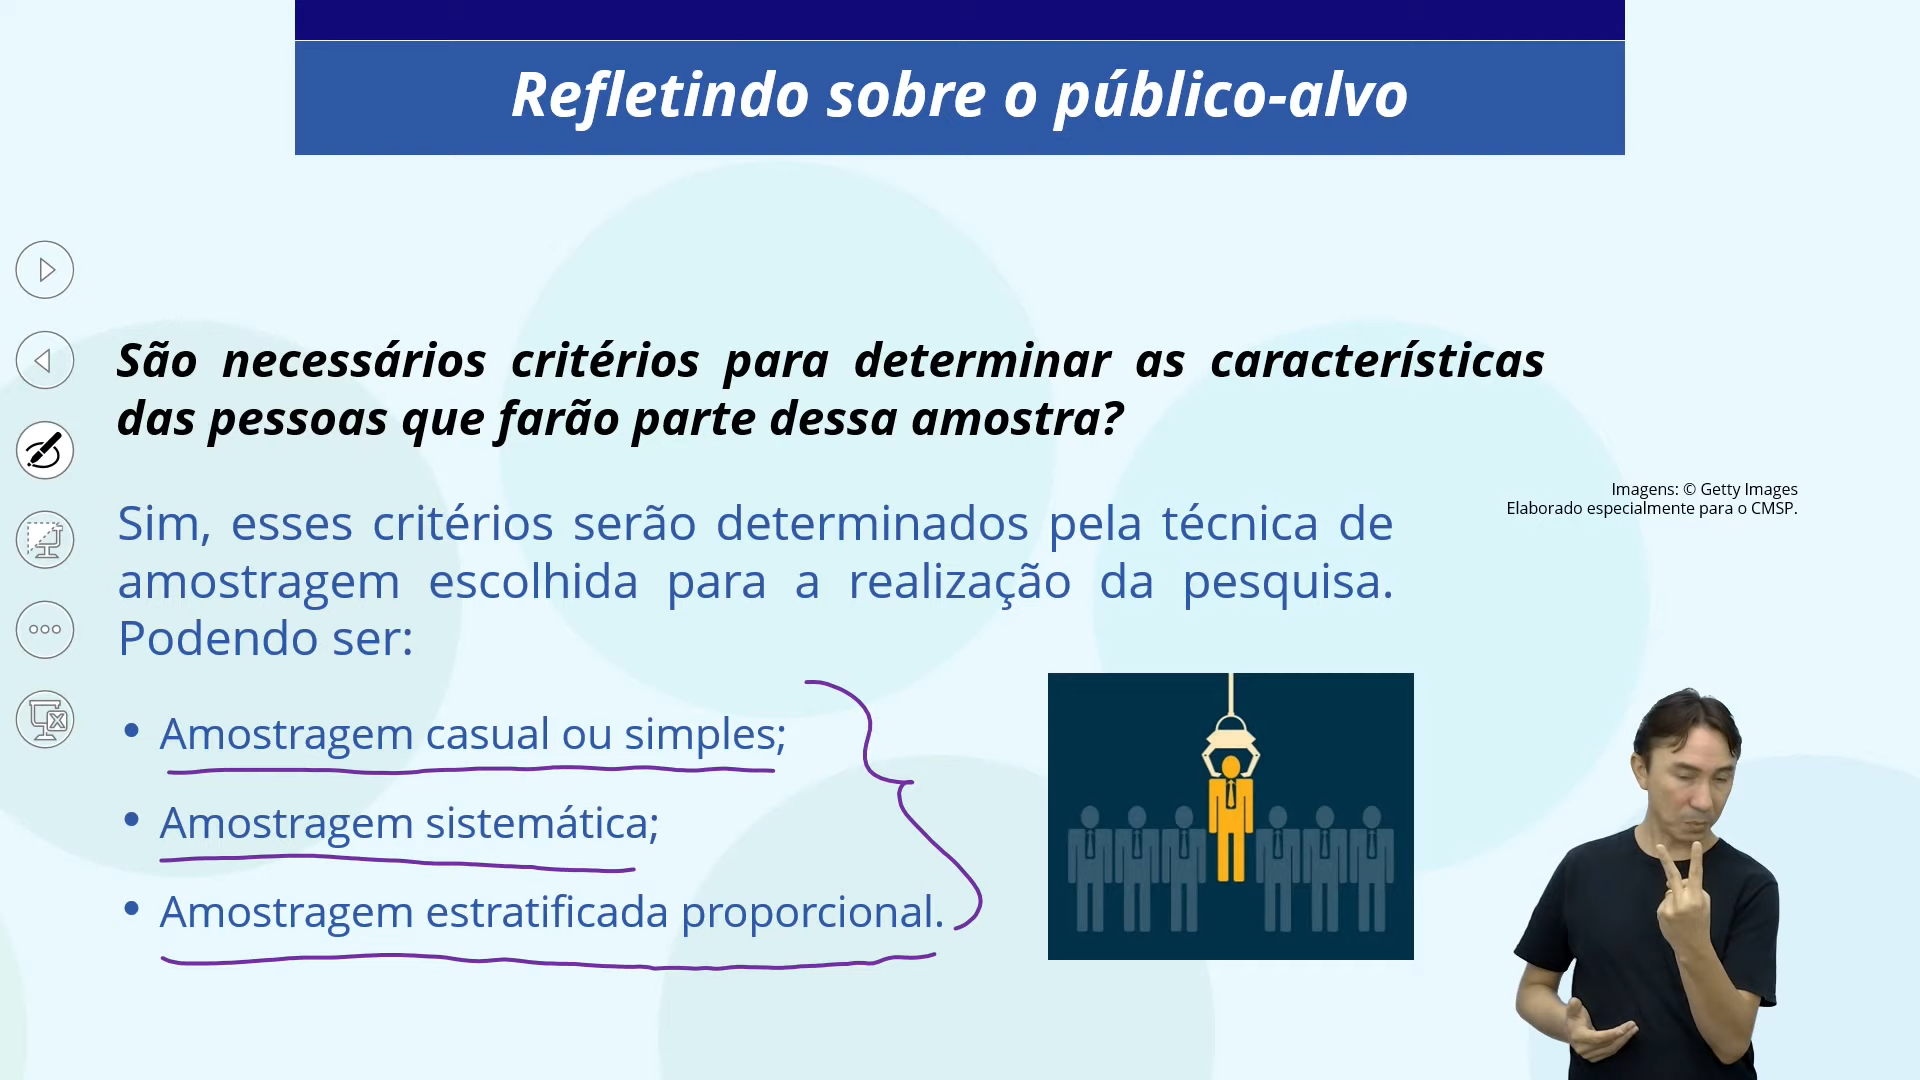 Refletindo sobre o público-alvo
São necessários critérios para determinar as características
das pessoas que farão parte dessa amostra?
Imagens: © Getty Images
Elaborado especialmente para o CMSP.
Sim, esses critérios serão determinados pela técnica de
amostragem escolhida para a realização da pesquisa.
Podendo ser:
• Amostragem casual ou simples;
• Amostragem sistemática;
• Amostragem estratificada proporcional.